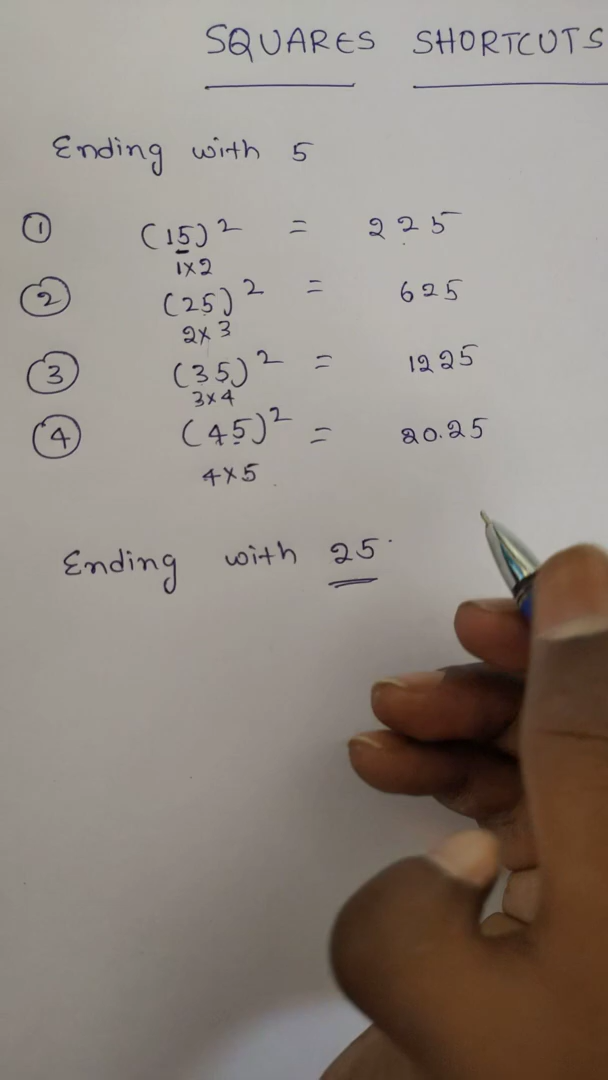 SQUARES SHORTCUTS
Ending with 5
① (15)² = 225
1x2
② (25)² = 625
2x3
③ (35)² = 1225
3x4
④ (45)² = 20.25
4x5
Ending with 25